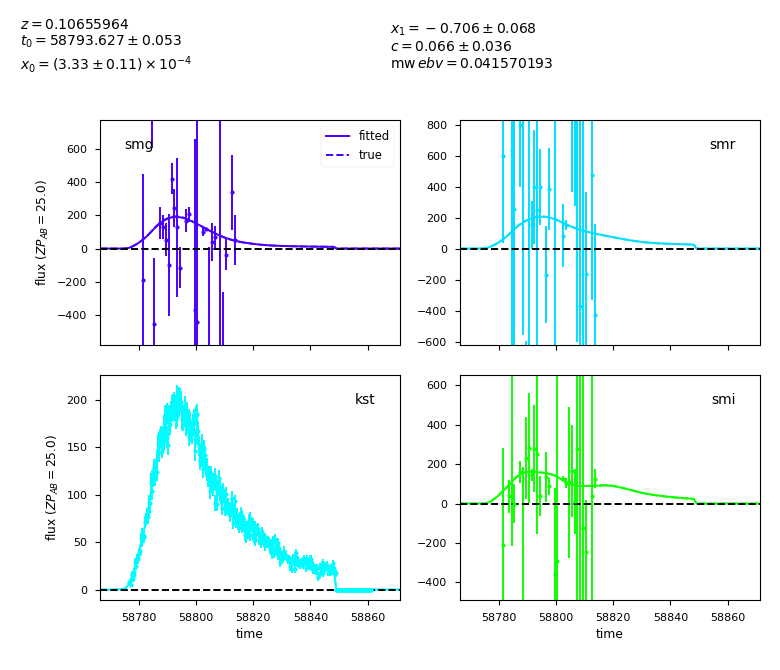 z = 0.10655964
t₀ = 58793.627 ± 0.053
x₀ = (3.33 ± 0.11) × 10⁻⁴
x₁ = −0.706 ± 0.068
c = 0.066 ± 0.036
mw ebv = 0.041570193
smg
fitted
true
600
400
200
0
−200
−400
flux (ZP_AB = 25.0)
smr
800
600
400
200
0
−200
−400
−600
kst
200
150
100
50
0
flux (ZP_AB = 25.0)
58780 58800 58820 58840 58860
time
smi
600
400
200
0
−200
−400
58780 58800 58820 58840 58860
time